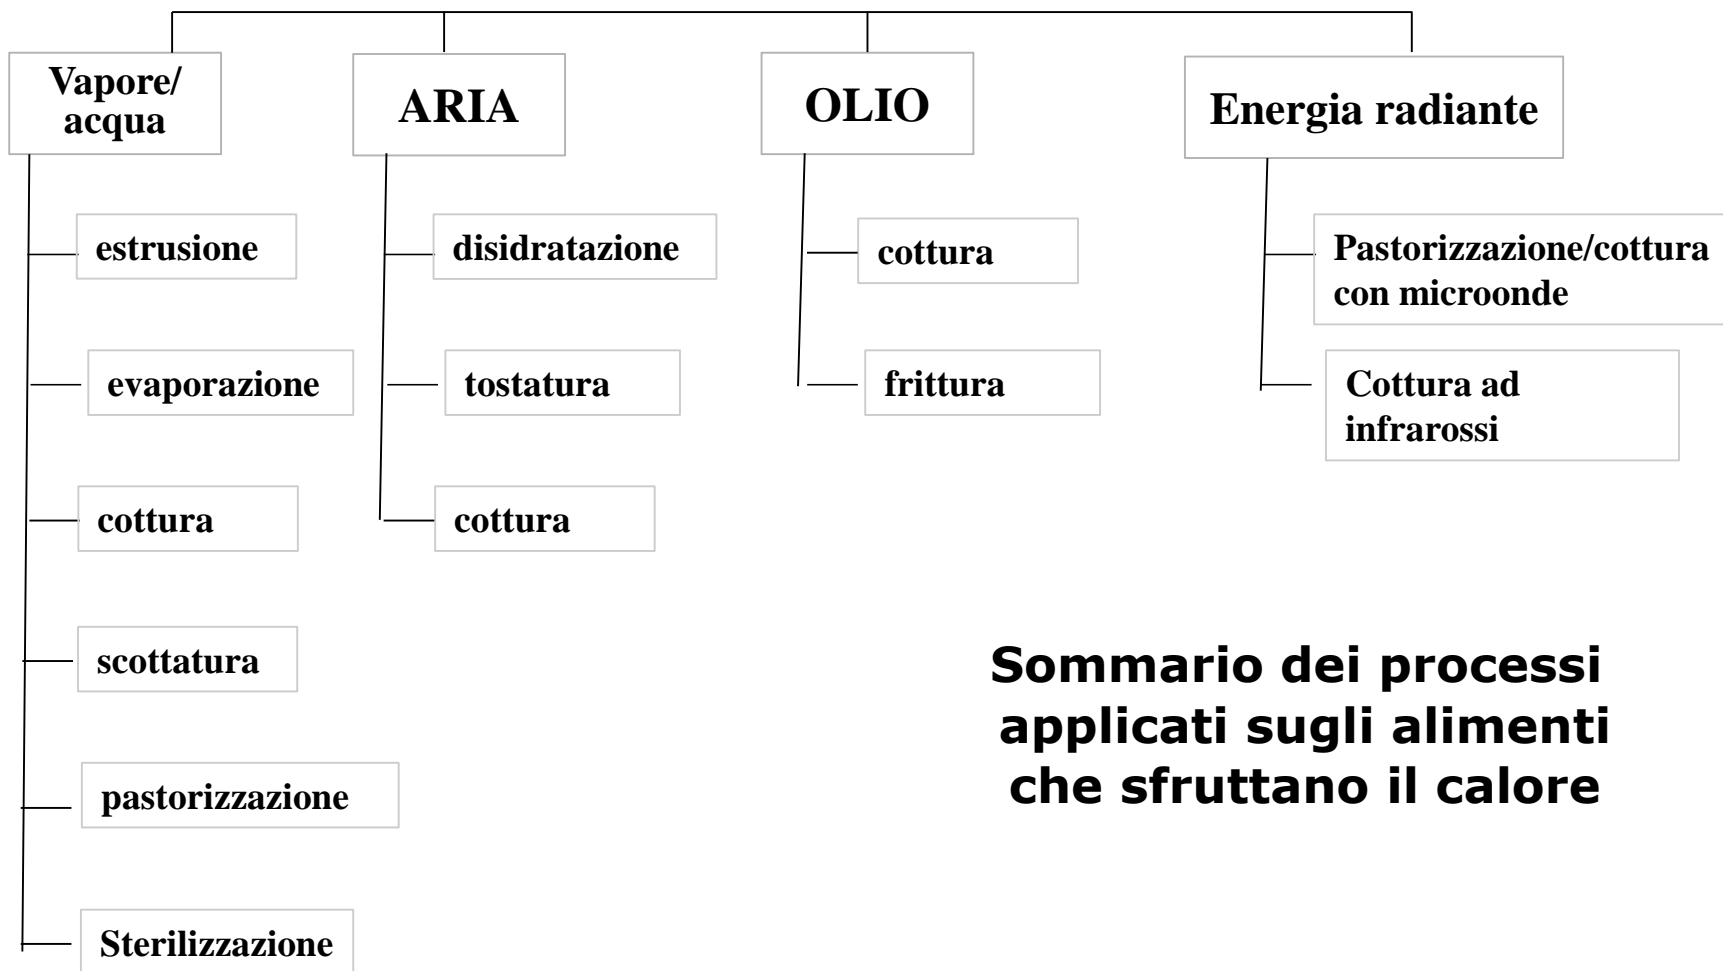 Vapore/
acqua
estrusione
evaporazione
cottura
scottatura
pastorizzazione
Sterilizzazione
ARIA
disidratazione
tostatura
cottura
OLIO
cottura
frittura
Energia radiante
Pastorizzazione/cottura
con microonde
Cottura ad
infrarossi
Sommario dei processi
applicati sugli alimenti
che sfruttano il calore